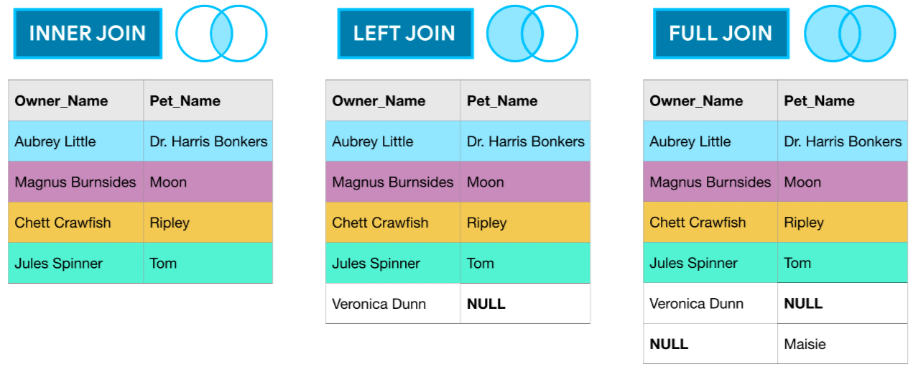 INNER JOIN
Owner_Name Pet_Name
Aubrey Little Dr. Harris Bonkers
Magnus Burnsides Moon
Chett Crawfish Ripley
Jules Spinner Tom
LEFT JOIN
Owner_Name Pet_Name
Aubrey Little Dr. Harris Bonkers
Magnus Burnsides Moon
Chett Crawfish Ripley
Jules Spinner Tom
Veronica Dunn NULL
FULL JOIN
Owner_Name Pet_Name
Aubrey Little Dr. Harris Bonkers
Magnus Burnsides Moon
Chett Crawfish Ripley
Jules Spinner Tom
Veronica Dunn NULL
NULL Maisie